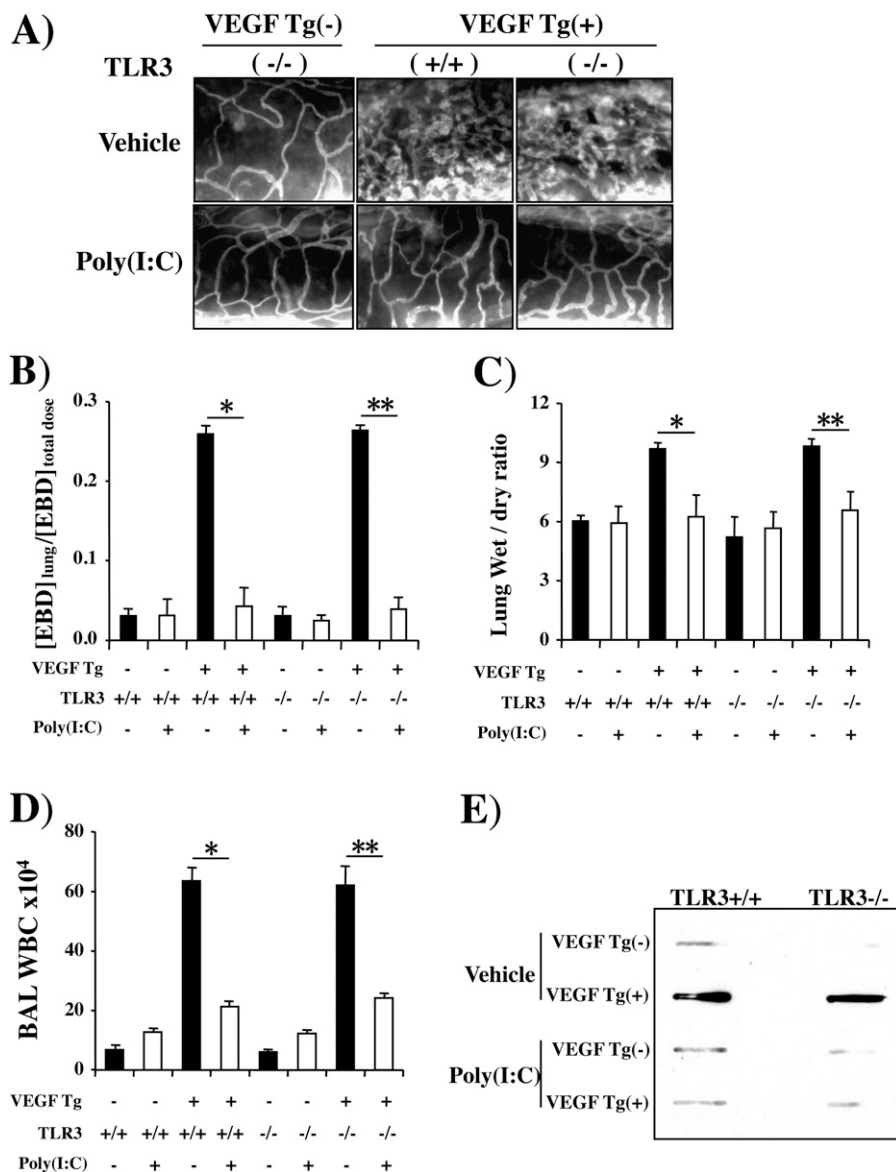 A)
VEGF Tg(-) VEGF Tg(+)
TLR3 ( -/- ) ( +/+ ) ( -/- )
Vehicle
Poly(I:C)
B)
[EBD]lung/[EBD]total dose
0.3
0.2
0.1
0.0
* **
VEGF Tg - - + + - - + +
TLR3 +/+ +/+ +/+ +/+ -/- -/- -/- -/-
Poly(I:C) - + - + - + - +
C)
Lung Wet / dry ratio
12
9
6
3
0
* **
VEGF Tg - - + + - - + +
TLR3 +/+ +/+ +/+ +/+ -/- -/- -/- -/-
Poly(I:C) - + - + - + - +
D)
BAL WBC x10⁴
80
60
40
20
0
* **
VEGF Tg - - + + - - + +
TLR3 +/+ +/+ +/+ +/+ -/- -/- -/- -/-
Poly(I:C) - + - + - + - +
E)
TLR3+/+ TLR3-/-
Vehicle
VEGF Tg(-)
VEGF Tg(+)
Poly(I:C)
VEGF Tg(-)
VEGF Tg(+)